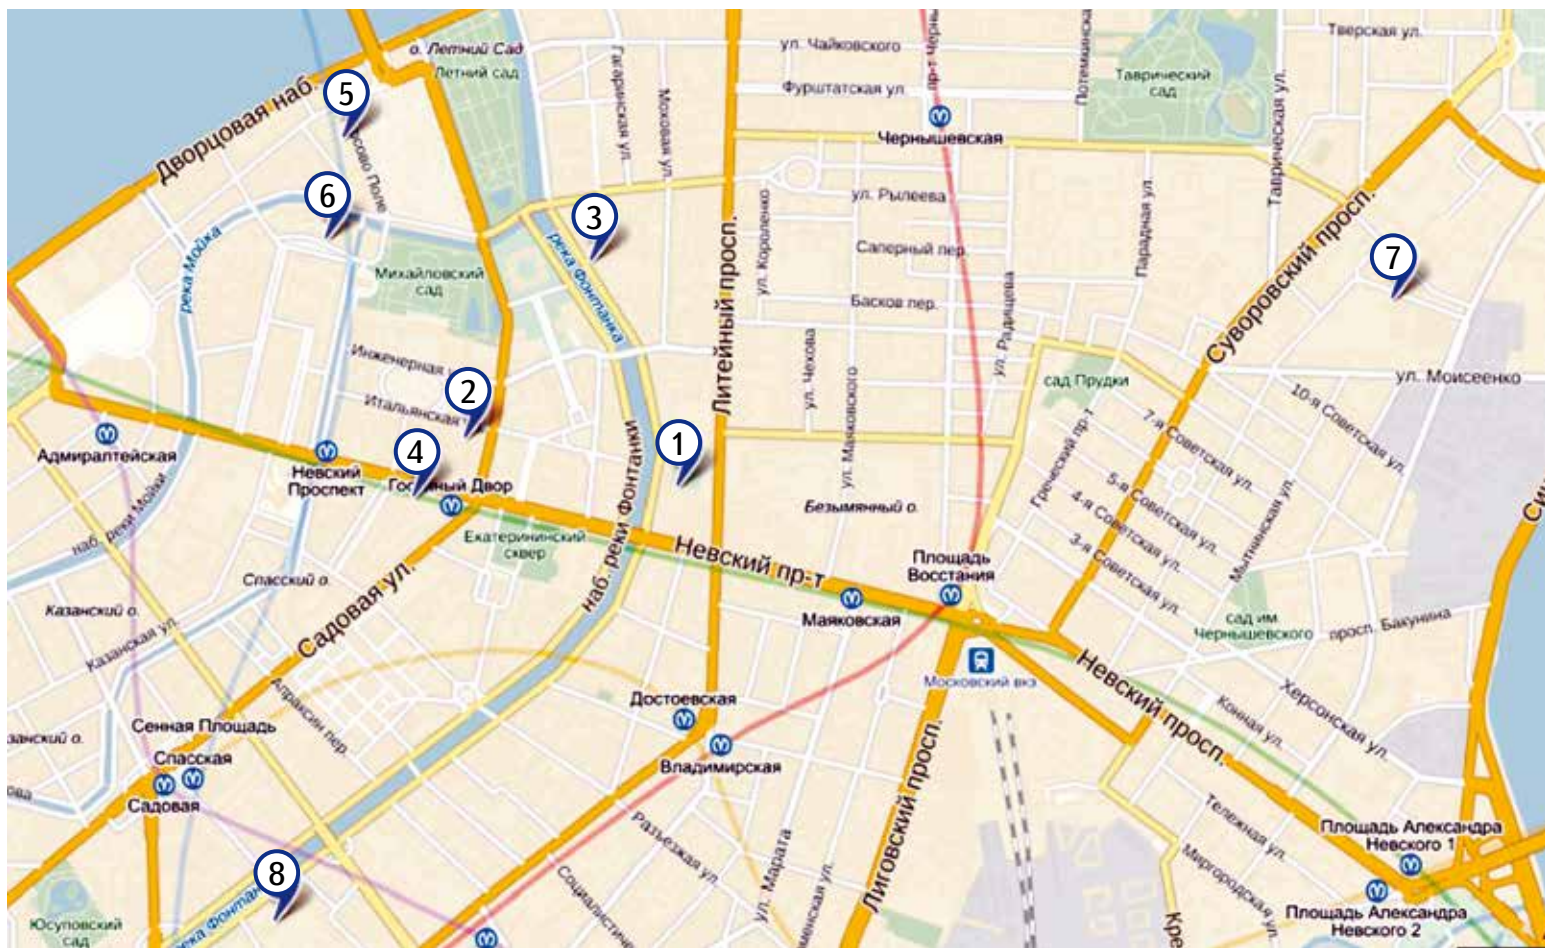 о. Летний Сад
Летний сад
Дворцовая наб.
5
6
3
7
2
4
1
8
Гагаринская ул.
Моховая ул.
ул. Чайковского
Фурштатская ул.
Потемкинская
Таврический
сад
Тверская ул.
Таврическая ул.
Чернышевская
ул. Рылеева
Саперный пер.
Басков пер.
ул. Короленко
ул. Чехова
ул. Маяковского
ул. Радищева
Парадная ул.
Суворовский просп.
Литейный просп.
река Мойка
река Фонтанка
Михайловский
сад
Инженерная
Итальянская
сад Прудки
ул. Моисеенко
10-я Советская ул.
7-я Советская ул.
5-я Советская ул.
4-я Советская ул.
3-я Советская ул.
Греческий пр-т
Мытнинская ул.
Адмиралтейская
Невский
Проспект
наб. реки Мойки
наб. реки Фонтанки
Екатерининский
сквер
Невский пр-т
Безымянный о.
Площадь
Восстания
Маяковская
Московский вкз
сад им.
Чернышевского
просп. Бакунина
Спасский о.
Казанский о.
Казанская ул.
Садовая ул.
Апраксин пер.
Сенная Площадь
Спасская
Садовая
Достоевская
Владимирская
Невский просп.
Херсонская ул.
Конная ул.
Тележная ул.
Миргородская ул.
Лиговский просп.
Разъезжая ул.
ул. Марата
Площадь Александра
Невского 1
Площадь Александра
Невского 2
Юсуповский
сад